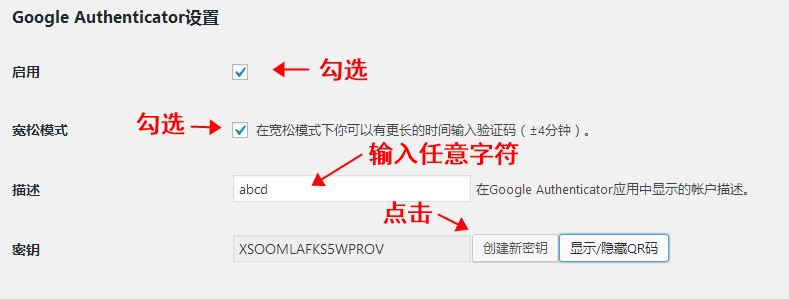 Google Authenticator设置
启用
勾选
宽松模式
勾选
在宽松模式下你可以有更长的时间输入验证码（±4分钟）。
输入任意字符
描述
abcd
在Google Authenticator应用中显示的帐户描述。
点击
密钥
XSOOMLAFKS5WPROV
创建新密钥
显示/隐藏QR码